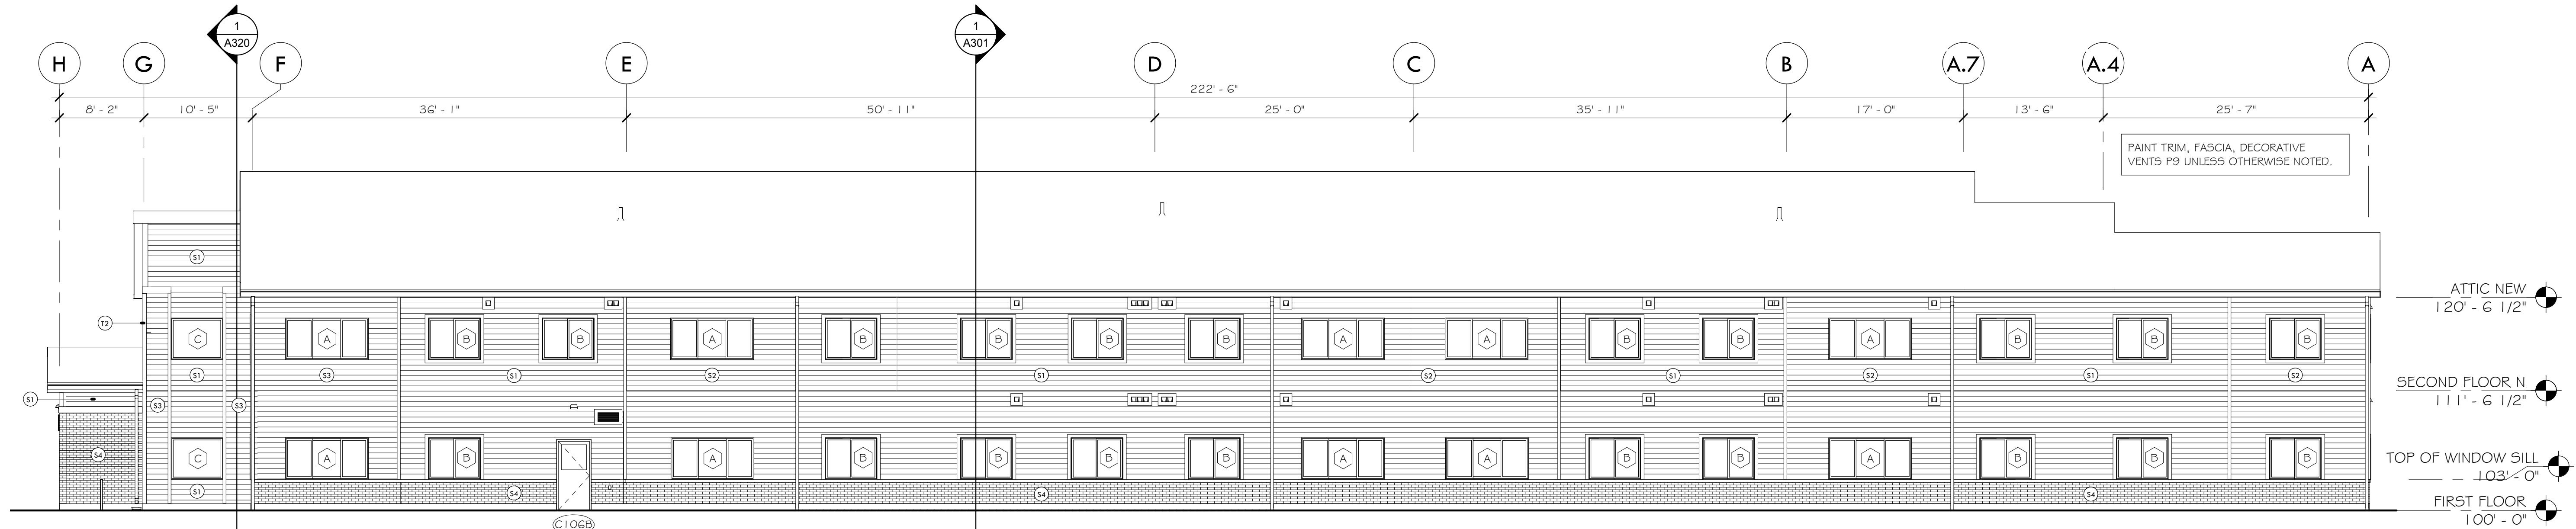 1
A320
1
A301
H
G
F
E
D
C
B
A.7
A.4
A
222' - 6"
8' - 2"
10' - 5"
36' - 1"
50' - 11"
25' - 0"
35' - 11"
17' - 0"
13' - 6"
25' - 7"
PAINT TRIM, FASCIA, DECORATIVE
VENTS P9 UNLESS OTHERWISE NOTED.
S1
ATTIC NEW
120' - 6 1/2"
T2
C
A
B
B
A
B
B
B
B
A
A
B
B
A
B
B
B
S1
S3
S1
S2
S1
S2
S1
S2
S1
S2
SECOND FLOOR N
111' - 6 1/2"
S1
S3
S3
S4
C
A
B
A
B
B
B
B
A
A
B
B
A
B
B
B
TOP OF WINDOW SILL
103' - 0"
S1
S4
S4
S4
FIRST FLOOR
100' - 0"
C106B